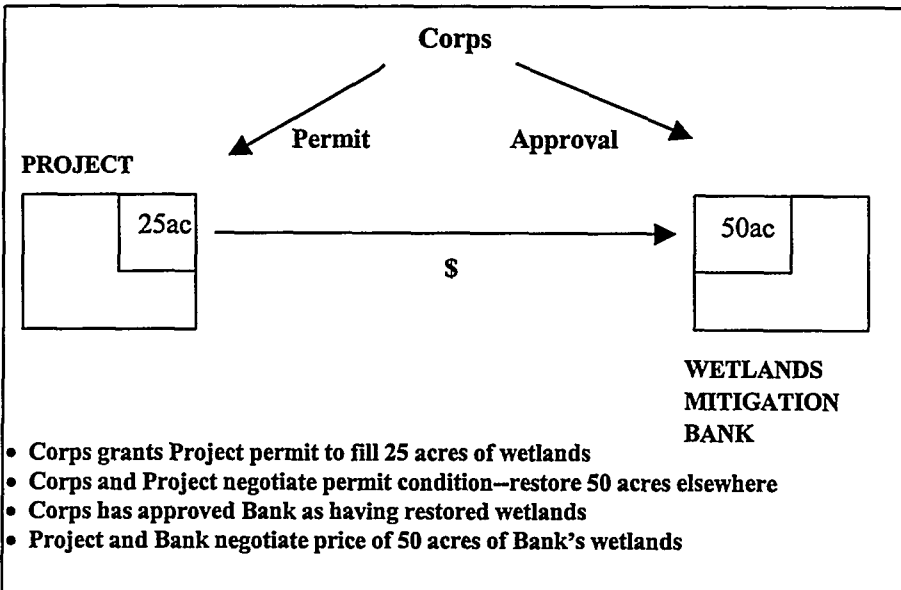 Corps
Permit
Approval
PROJECT
25ac
50ac
$
WETLANDS
MITIGATION
BANK
• Corps grants Project permit to fill 25 acres of wetlands
• Corps and Project negotiate permit condition—restore 50 acres elsewhere
• Corps has approved Bank as having restored wetlands
• Project and Bank negotiate price of 50 acres of Bank's wetlands